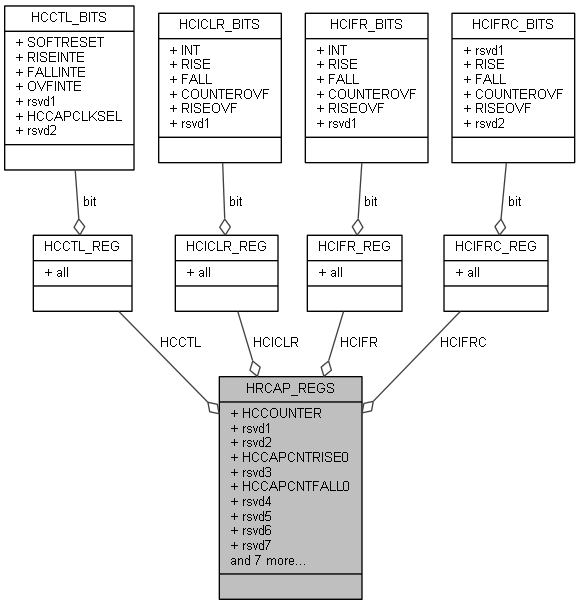 HCCTL_BITS
+ SOFTRESET
+ RISEINTE
+ FALLINTE
+ OVFINTE
+ rsvd1
+ HCCAPCLKSEL
+ rsvd2
HCICLR_BITS
+ INT
+ RISE
+ FALL
+ COUNTEROVF
+ RISEOVF
+ rsvd1
HCIFR_BITS
+ INT
+ RISE
+ FALL
+ COUNTEROVF
+ RISEOVF
+ rsvd1
HCIFRC_BITS
+ rsvd1
+ RISE
+ FALL
+ COUNTEROVF
+ RISEOVF
+ rsvd2
bit
bit
bit
bit
HCCTL_REG
+ all
HCICLR_REG
+ all
HCIFR_REG
+ all
HCIFRC_REG
+ all
HCCTL
HCICLR
HCIFR
HCIFRC
HRCAP_REGS
+ HCCOUNTER
+ rsvd1
+ rsvd2
+ HCCAPCNTRISE0
+ rsvd3
+ HCCAPCNTFALL0
+ rsvd4
+ rsvd5
+ rsvd6
+ rsvd7
and 7 more...